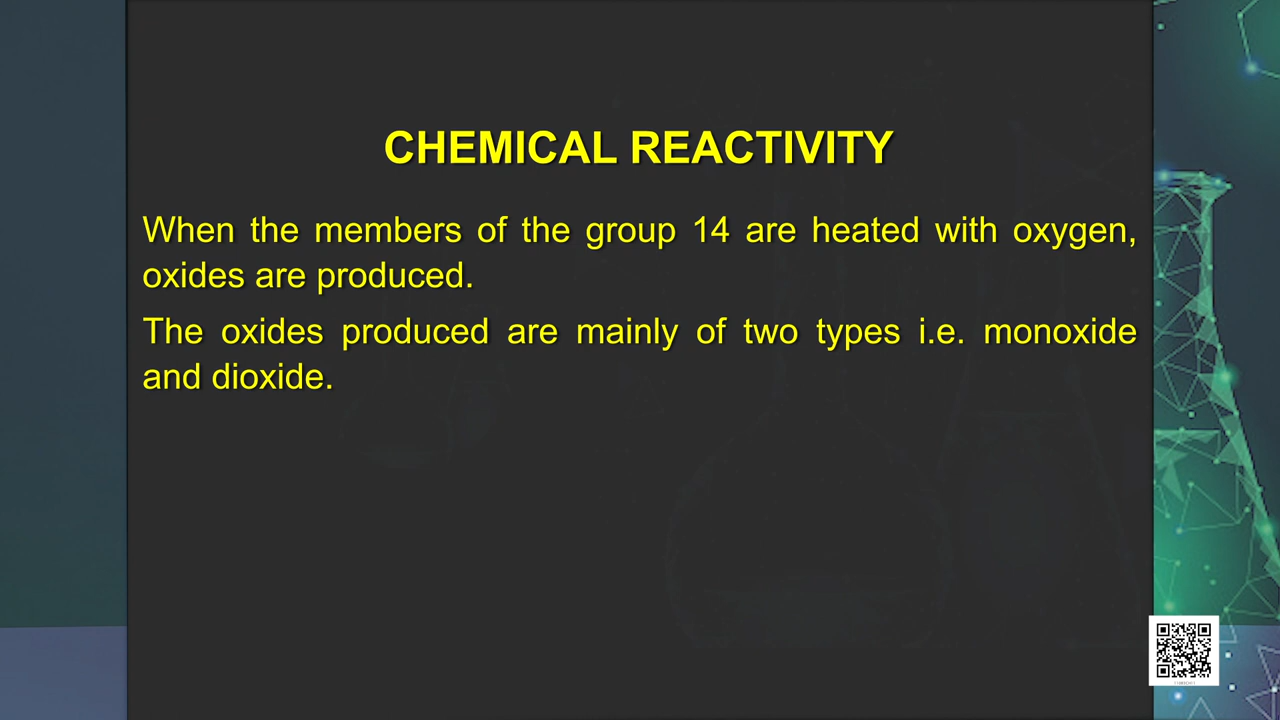 CHEMICAL REACTIVITY
When the members of the group 14 are heated with oxygen,
oxides are produced.
The oxides produced are mainly of two types i.e. monoxide
and dioxide.